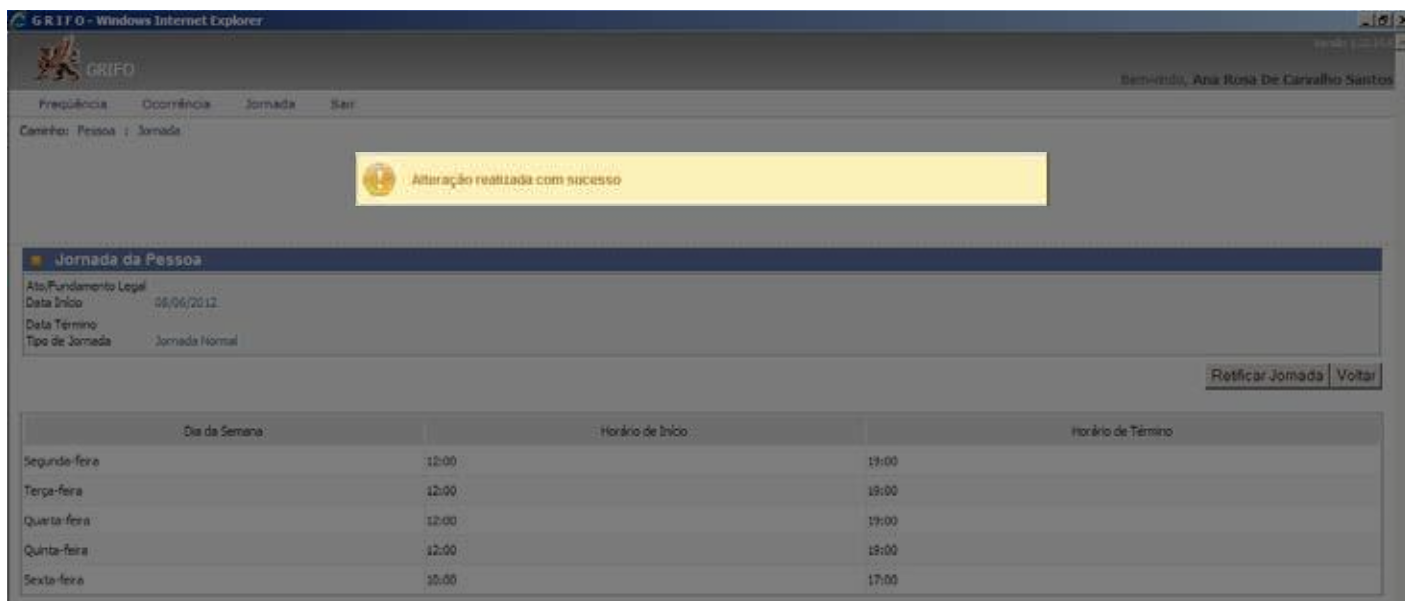 G R I F O - Windows Internet Explorer
GRIFO
Bem-vindo, Ana Rosa De Carvalho Santos
Freqüência Ocorrência Jornada Sair
Caminho: Pessoa : Jornada
Alteração realizada com sucesso
Jornada da Pessoa
Ato/Fundamento Legal
Data Início 08/06/2012
Data Término
Tipo de Jornada Jornada Normal
Retificar Jornada Voltar
Dia da Semana Horário de Início Horário de Término
Segunda-feira 12:00 19:00
Terça-feira 12:00 19:00
Quarta-feira 12:00 19:00
Quinta-feira 12:00 19:00
Sexta-feira 10:00 17:00